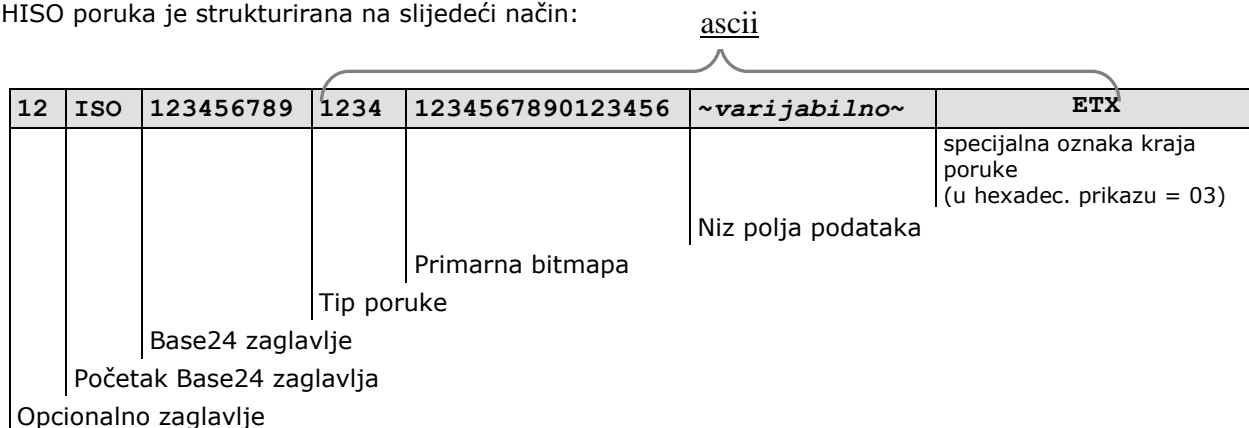 HISO poruka je strukturirana na slijedeći način:
ascii
12 ISO 123456789 1234 1234567890123456 ~varijabilno~ ETX
specijalna oznaka kraja
poruke
(u hexadec. prikazu = 03)
Niz polja podataka
Primarna bitmapa
Tip poruke
Base24 zaglavlje
Početak Base24 zaglavlja
Opcionalno zaglavlje